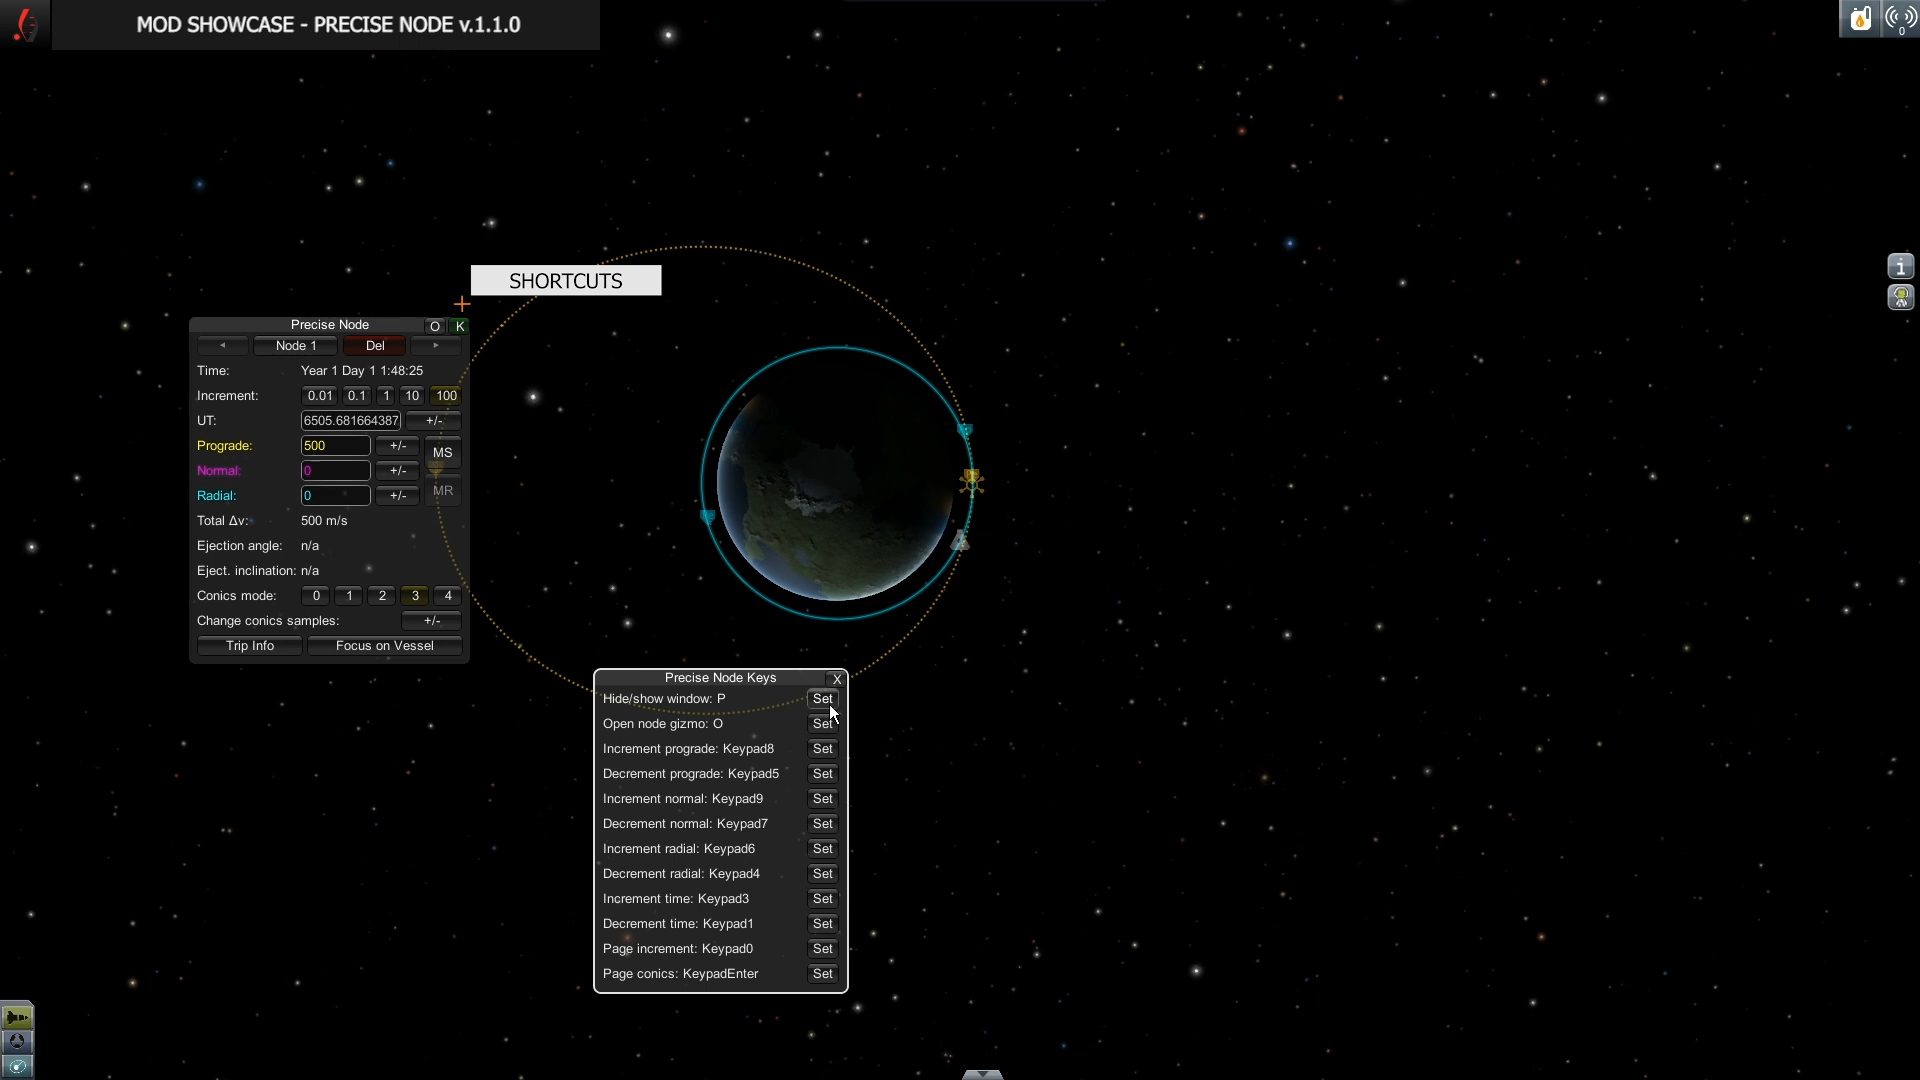 MOD SHOWCASE - PRECISE NODE v.1.1.0
0
SHORTCUTS
Precise Node O K
Node 1 Del
Time: Year 1 Day 1 1:48:25
Increment: 0.01 0.1 1 10 100
UT: 6505.681664387 +/-
Prograde: 500 +/- MS
Normal: 0 +/-
Radial: 0 +/- MR
Total Δv: 500 m/s
Ejection angle: n/a
Eject. inclination: n/a
Conics mode: 0 1 2 3 4
Change conics samples: +/-
Trip Info Focus on Vessel
Precise Node Keys X
Hide/show window: P Set
Open node gizmo: O Set
Increment prograde: Keypad8 Set
Decrement prograde: Keypad5 Set
Increment normal: Keypad9 Set
Decrement normal: Keypad7 Set
Increment radial: Keypad6 Set
Decrement radial: Keypad4 Set
Increment time: Keypad3 Set
Decrement time: Keypad1 Set
Page increment: Keypad0 Set
Page conics: KeypadEnter Set